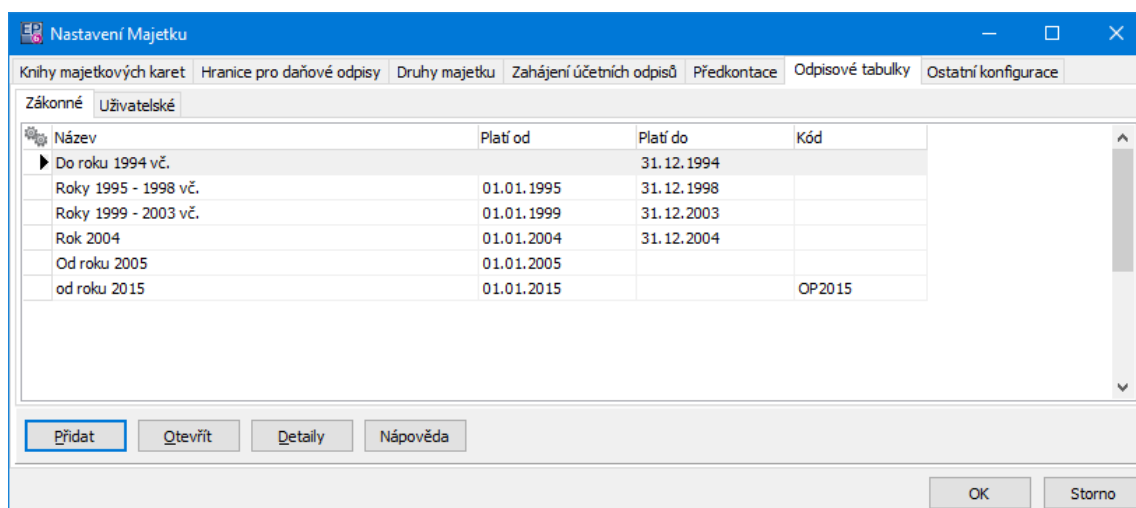 EP 6 Nastavení Majetku
Knihy majetkových karet Hranice pro daňové odpisy Druhy majetku Zahájení účetních odpisů Předkontace Odpisové tabulky Ostatní konfigurace
Zákonné Uživatelské
Název Platí od Platí do Kód
Do roku 1994 vč. 31.12.1994
Roky 1995 - 1998 vč. 01.01.1995 31.12.1998
Roky 1999 - 2003 vč. 01.01.1999 31.12.2003
Rok 2004 01.01.2004 31.12.2004
Od roku 2005 01.01.2005
od roku 2015 01.01.2015 OP2015
Přidat Otevřít Detaily Nápověda
OK Storno